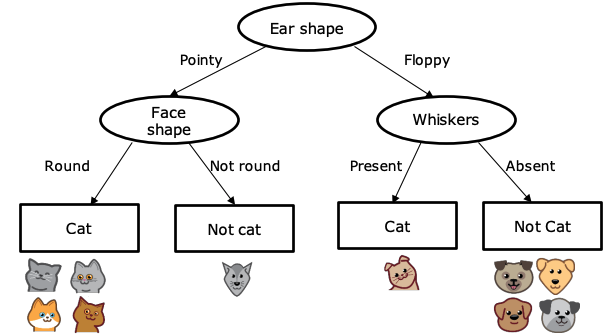 Ear shape
Pointy
Floppy
Face
shape
Whiskers
Round
Not round
Present
Absent
Cat
Not cat
Cat
Not Cat